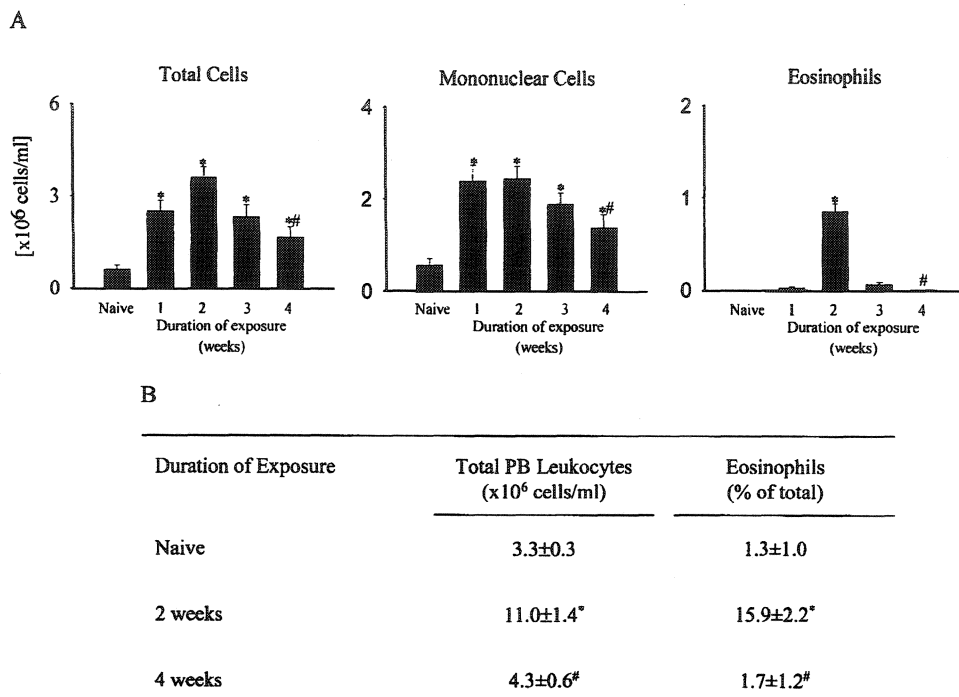 A
Total Cells
Mononuclear Cells
Eosinophils
[x10⁶ cells/ml]
6
3
0
*
*
*
*#
Naive 1 2 3 4
Duration of exposure
(weeks)
4
2
0
*
*
*
*#
Naive 1 2 3 4
Duration of exposure
(weeks)
2
1
0
*
#
Naive 1 2 3 4
Duration of exposure
(weeks)
B
Duration of Exposure Total PB Leukocytes Eosinophils
(x10⁶ cells/ml) (% of total)
Naive 3.3±0.3 1.3±1.0
2 weeks 11.0±1.4* 15.9±2.2*
4 weeks 4.3±0.6# 1.7±1.2#